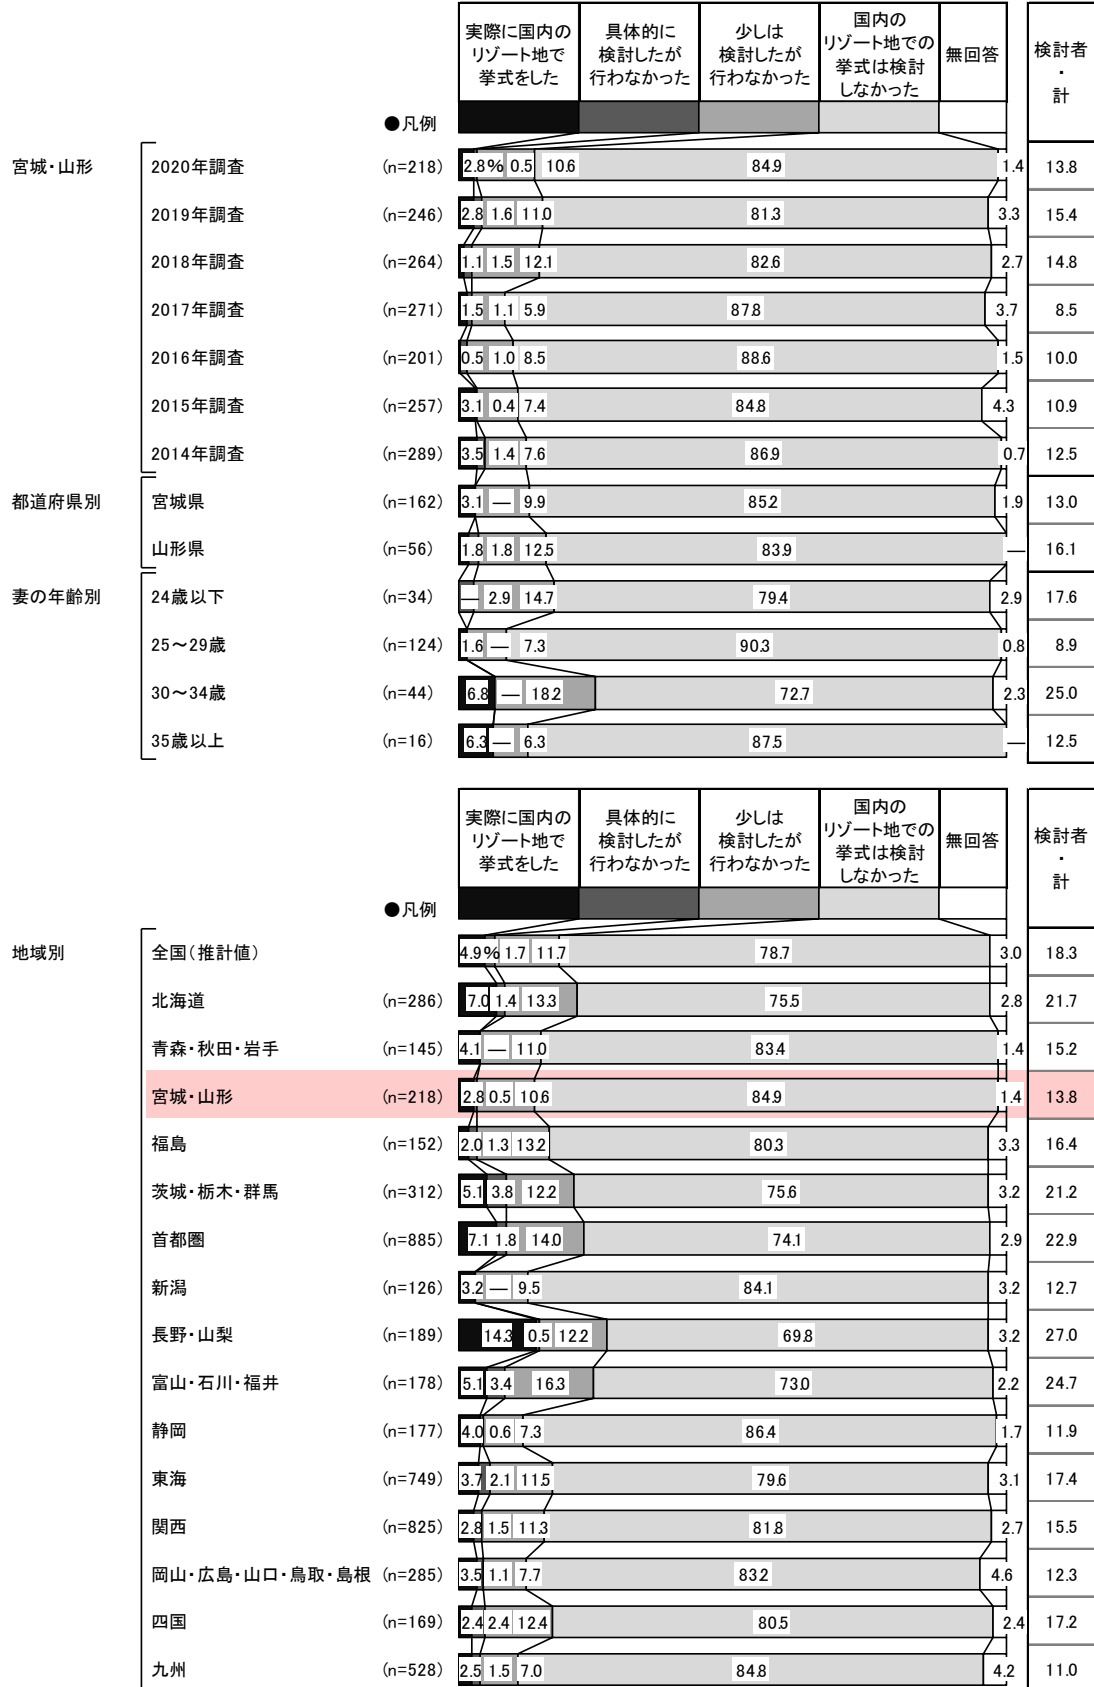 実際に国内の
リゾート地で
挙式をした
具体的に
検討したが
行わなかった
少しは
検討したが
行わなかった
国内の
リゾート地での
挙式は検討
しなかった
無回答
検討者
・
計
●凡例
宮城・山形 2020年調査 (n=218) 2.8% 0.5 10.6 84.9 1.4 13.8
2019年調査 (n=246) 2.8 1.6 11.0 81.3 3.3 15.4
2018年調査 (n=264) 1.1 1.5 12.1 82.6 2.7 14.8
2017年調査 (n=271) 1.5 1.1 5.9 87.8 3.7 8.5
2016年調査 (n=201) 0.5 1.0 8.5 88.6 1.5 10.0
2015年調査 (n=257) 3.1 0.4 7.4 84.8 4.3 10.9
2014年調査 (n=289) 3.5 1.4 7.6 86.9 0.7 12.5
都道府県別 宮城県 (n=162) 3.1 ― 9.9 85.2 1.9 13.0
山形県 (n=56) 1.8 1.8 12.5 83.9 ― 16.1
妻の年齢別 24歳以下 (n=34) ― 2.9 14.7 79.4 2.9 17.6
25～29歳 (n=124) 1.6 ― 7.3 90.3 0.8 8.9
30～34歳 (n=44) 6.8 ― 18.2 72.7 2.3 25.0
35歳以上 (n=16) 6.3 ― 6.3 87.5 ― 12.5
実際に国内の
リゾート地で
挙式をした
具体的に
検討したが
行わなかった
少しは
検討したが
行わなかった
国内の
リゾート地での
挙式は検討
しなかった
無回答
検討者
・
計
●凡例
地域別 全国(推計値) 4.9% 1.7 11.7 78.7 3.0 18.3
北海道 (n=286) 7.0 1.4 13.3 75.5 2.8 21.7
青森・秋田・岩手 (n=145) 4.1 ― 11.0 83.4 1.4 15.2
宮城・山形 (n=218) 2.8 0.5 10.6 84.9 1.4 13.8
福島 (n=152) 2.0 1.3 13.2 80.3 3.3 16.4
茨城・栃木・群馬 (n=312) 5.1 3.8 12.2 75.6 3.2 21.2
首都圏 (n=885) 7.1 1.8 14.0 74.1 2.9 22.9
新潟 (n=126) 3.2 ― 9.5 84.1 3.2 12.7
長野・山梨 (n=189) 14.3 0.5 12.2 69.8 3.2 27.0
富山・石川・福井 (n=178) 5.1 3.4 16.3 73.0 2.2 24.7
静岡 (n=177) 4.0 0.6 7.3 86.4 1.7 11.9
東海 (n=749) 3.7 2.1 11.5 79.6 3.1 17.4
関西 (n=825) 2.8 1.5 11.3 81.8 2.7 15.5
岡山・広島・山口・鳥取・島根 (n=285) 3.5 1.1 7.7 83.2 4.6 12.3
四国 (n=169) 2.4 2.4 12.4 80.5 2.4 17.2
九州 (n=528) 2.5 1.5 7.0 84.8 4.2 11.0